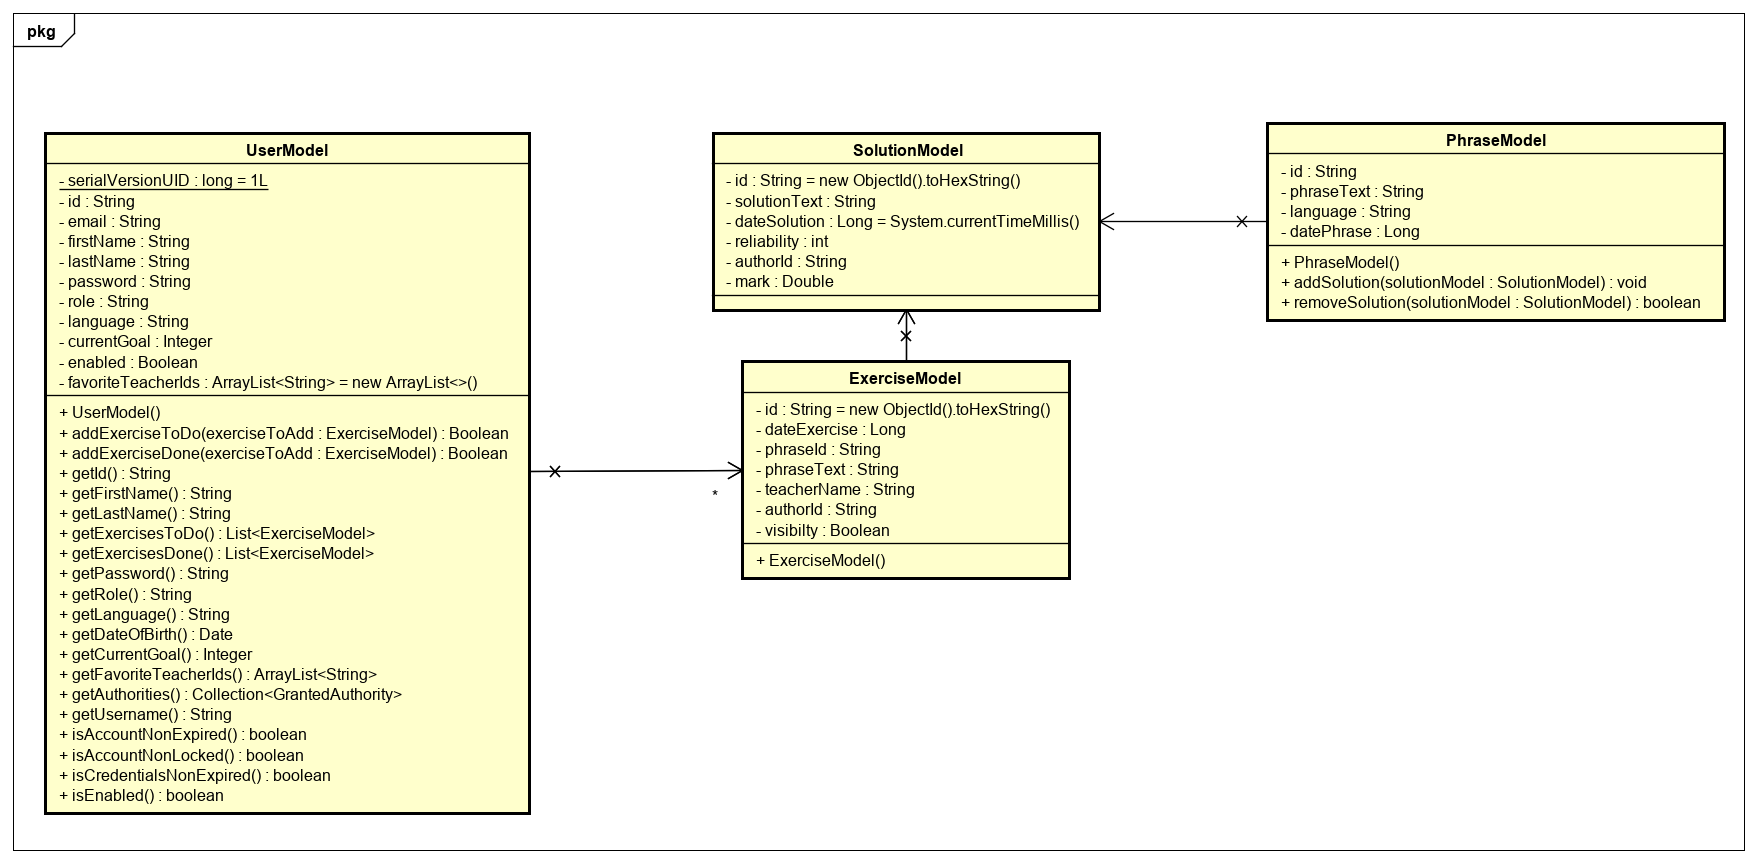 pkg
UserModel
- serialVersionUID : long = 1L
- id : String
- email : String
- firstName : String
- lastName : String
- password : String
- role : String
- language : String
- currentGoal : Integer
- enabled : Boolean
- favoriteTeacherIds : ArrayList<String> = new ArrayList<>()
+ UserModel()
+ addExerciseToDo(exerciseToAdd : ExerciseModel) : Boolean
+ addExerciseDone(exerciseToAdd : ExerciseModel) : Boolean
+ getId() : String
+ getFirstName() : String
+ getLastName() : String
+ getExercisesToDo() : List<ExerciseModel>
+ getExercisesDone() : List<ExerciseModel>
+ getPassword() : String
+ getRole() : String
+ getLanguage() : String
+ getDateOfBirth() : Date
+ getCurrentGoal() : Integer
+ getFavoriteTeacherIds() : ArrayList<String>
+ getAuthorities() : Collection<GrantedAuthority>
+ getUsername() : String
+ isAccountNonExpired() : boolean
+ isAccountNonLocked() : boolean
+ isCredentialsNonExpired() : boolean
+ isEnabled() : boolean
*
SolutionModel
- id : String = new ObjectId().toHexString()
- solutionText : String
- dateSolution : Long = System.currentTimeMillis()
- reliability : int
- authorId : String
- mark : Double
ExerciseModel
- id : String = new ObjectId().toHexString()
- dateExercise : Long
- phraseId : String
- phraseText : String
- teacherName : String
- authorId : String
- visibilty : Boolean
+ ExerciseModel()
PhraseModel
- id : String
- phraseText : String
- language : String
- datePhrase : Long
+ PhraseModel()
+ addSolution(solutionModel : SolutionModel) : void
+ removeSolution(solutionModel : SolutionModel) : boolean